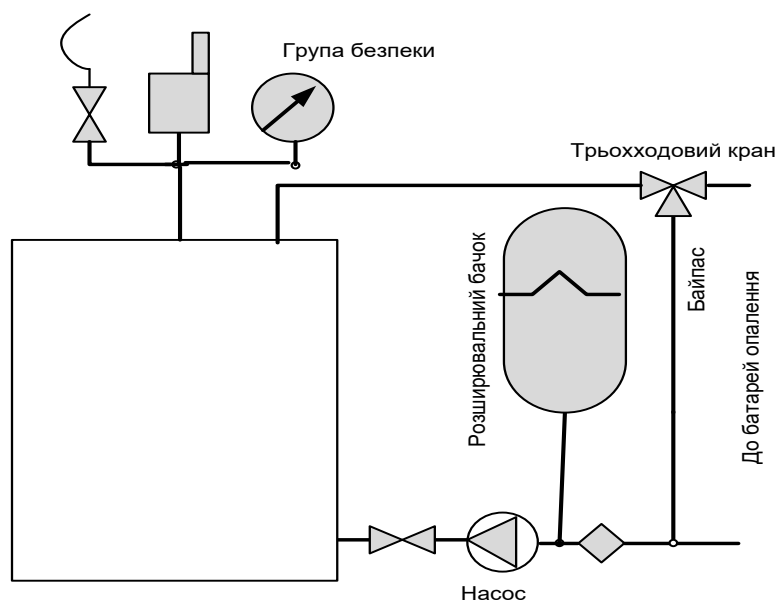 Група безпеки
Трьохходовий кран
Розширювальний бачок
Байпас
До батарей опалення
Насос